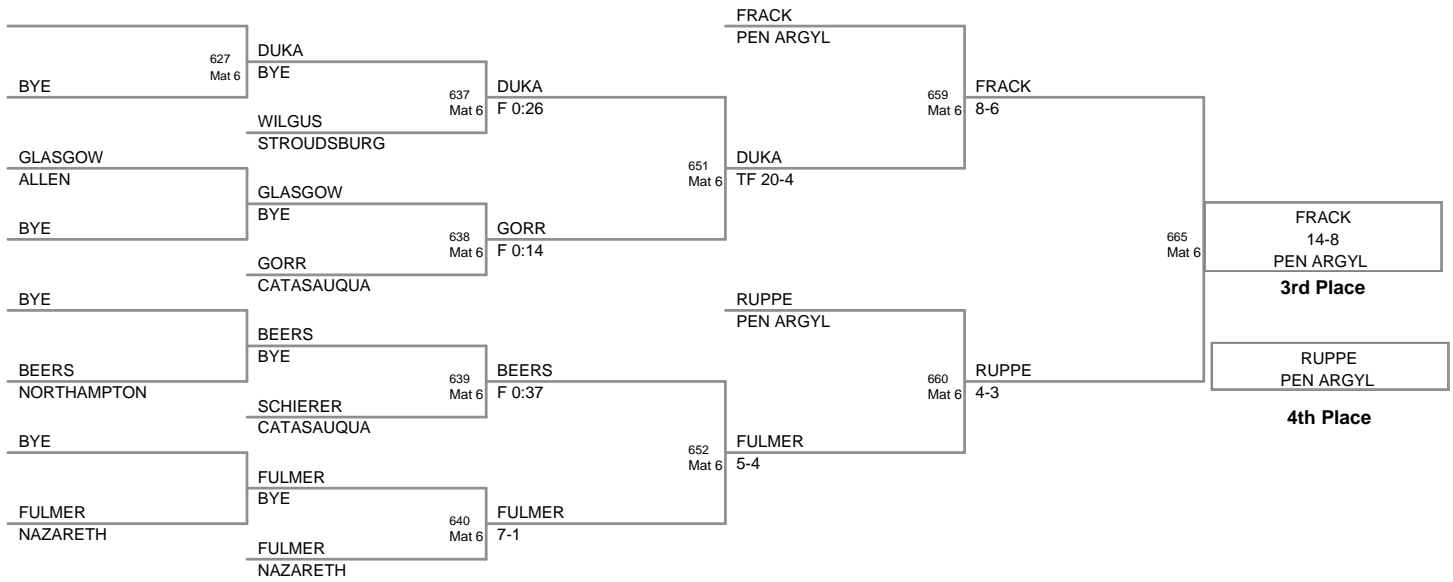 BYE
627
Mat 6
GLASGOW
ALLEN
BYE
BYE
BEERS
NORTHAMPTON
BYE
FULMER
NAZARETH
DUKA
BYE
637
Mat 6
WILGUS
STROUDSBURG
GLASGOW
BYE
638
Mat 6
GORR
CATASAUQUA
BEERS
BYE
639
Mat 6
SCHIERER
CATASAUQUA
FULMER
BYE
640
Mat 6
FULMER
NAZARETH
DUKA
F 0:26
651
Mat 6
GORR
F 0:14
BEERS
F 0:37
652
Mat 6
FULMER
7-1
FRACK
PEN ARGYL
659
Mat 6
DUKA
TF 20-4
RUPPE
PEN ARGYL
660
Mat 6
FULMER
5-4
FRACK
8-6
665
Mat 6
RUPPE
4-3
FRACK
14-8
PEN ARGYL
3rd Place
RUPPE
PEN ARGYL
4th Place